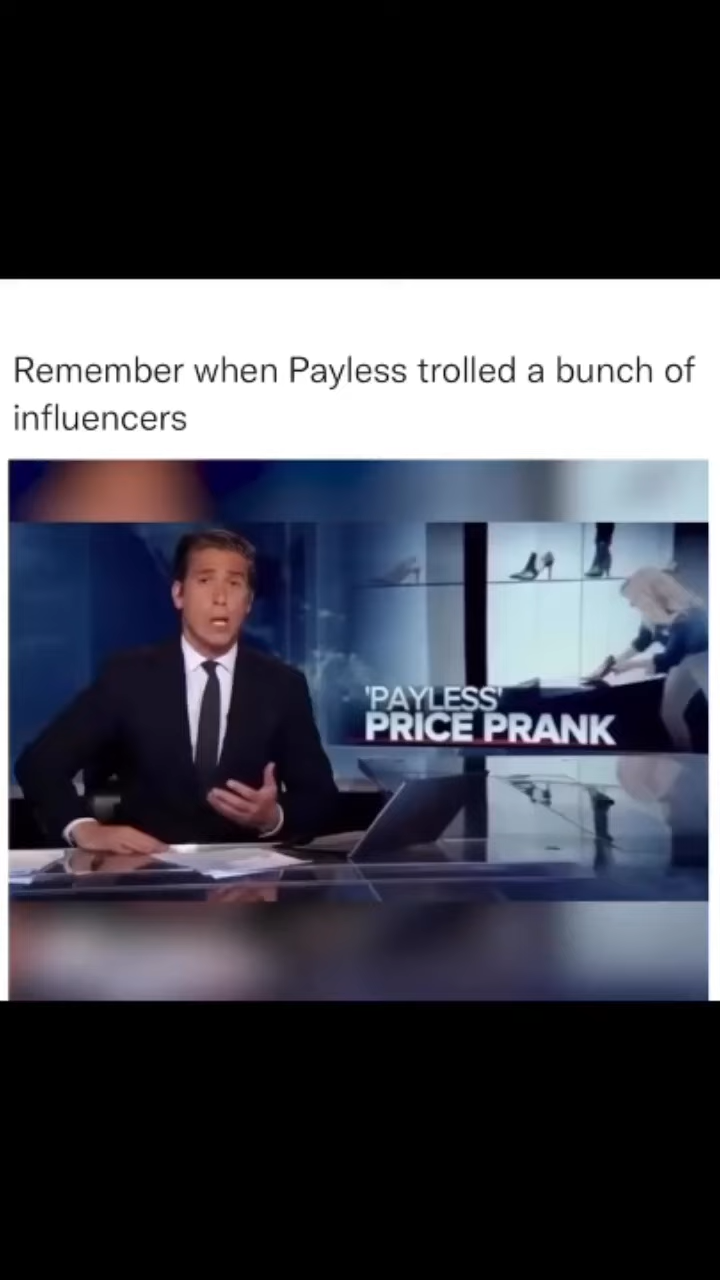 Remember when Payless trolled a bunch of
influencers
'PAYLESS'
PRICE PRANK